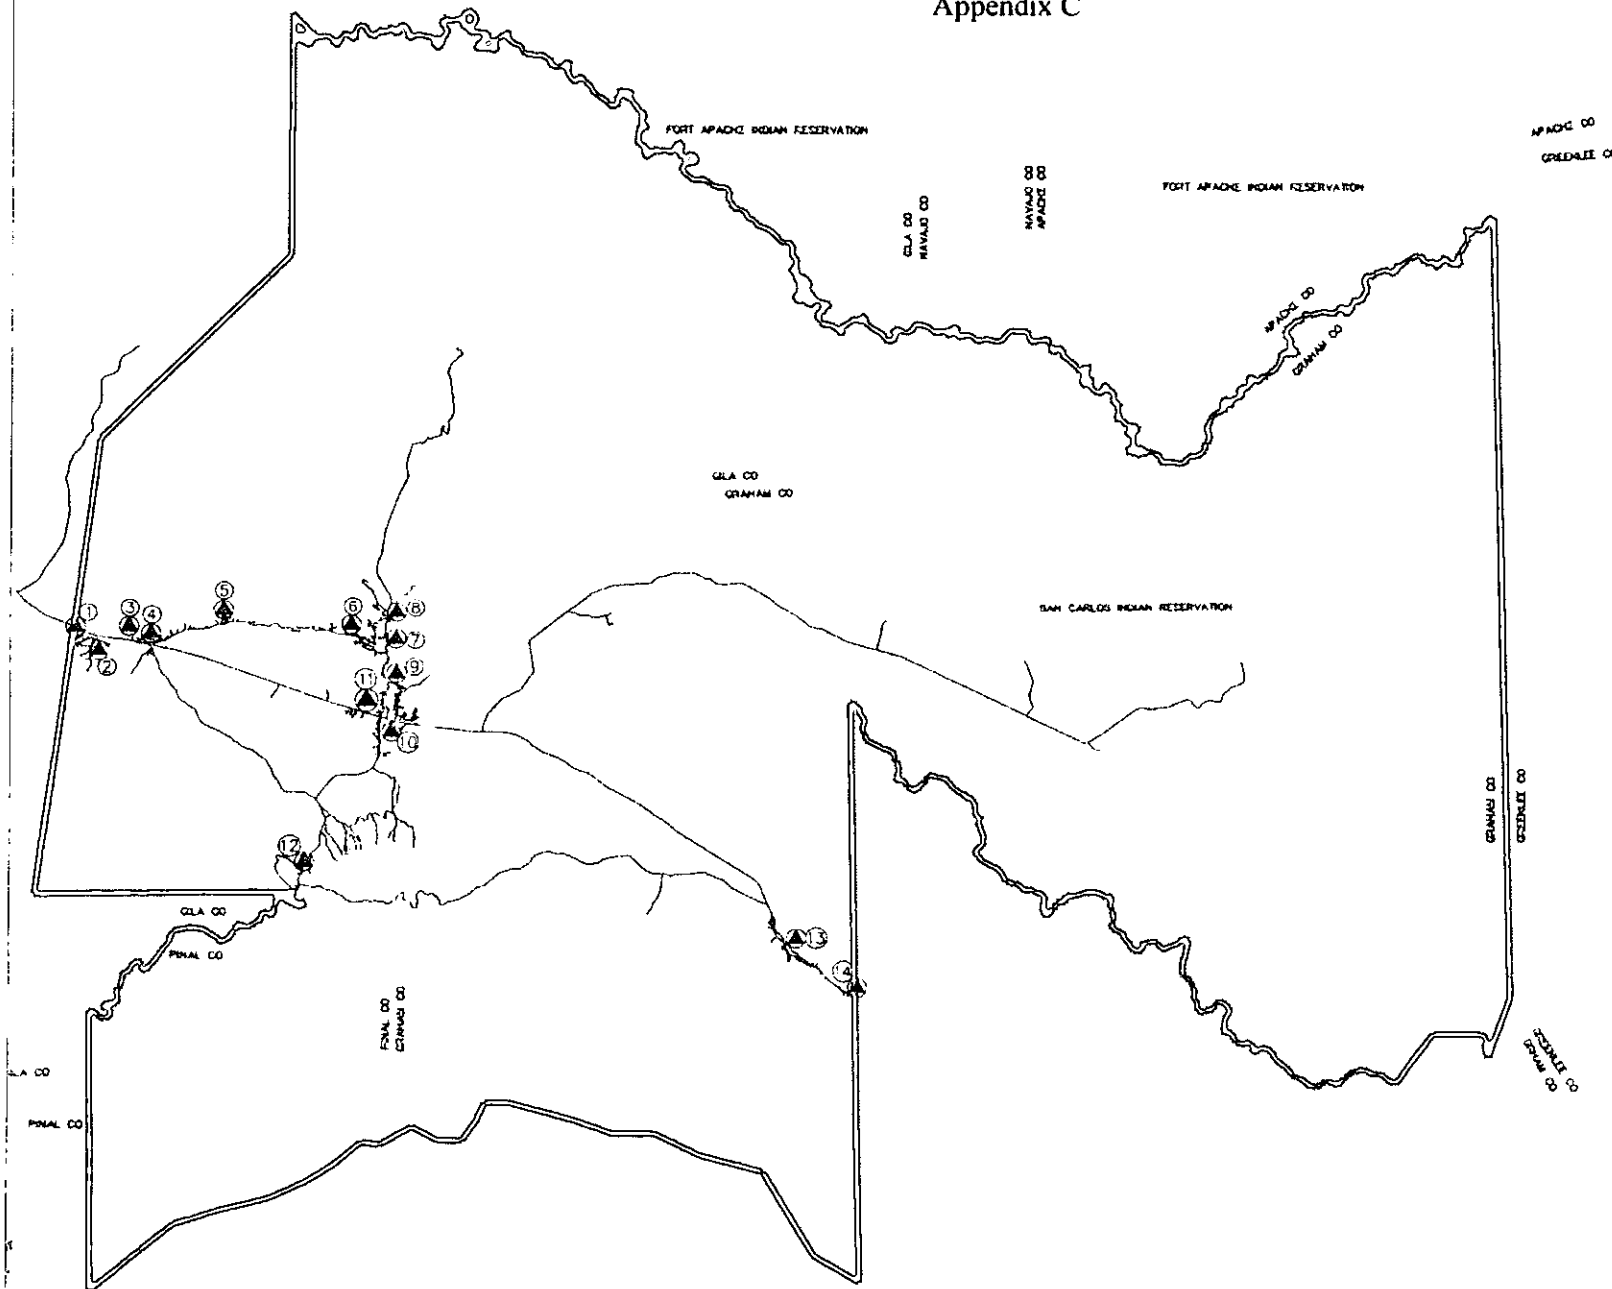 Appendix C
FORT APACHE INDIAN RESERVATION
APACHE CO
GREENLEE CO
FORT APACHE INDIAN RESERVATION
NAVAJO CO
APACHE CO
GILA CO
NAVAJO CO
APACHE CO
GRAHAM CO
GILA CO
GRAHAM CO
5
1
3
4
6
8
7
2
9
11
10
SAN CARLOS INDIAN RESERVATION
GRAHAM CO
GREENLEE CO
12
GILA CO
PINAL CO
13
14
PINAL CO
GRAHAM CO
GREENLEE CO
GRAHAM CO
LA CO
PINAL CO